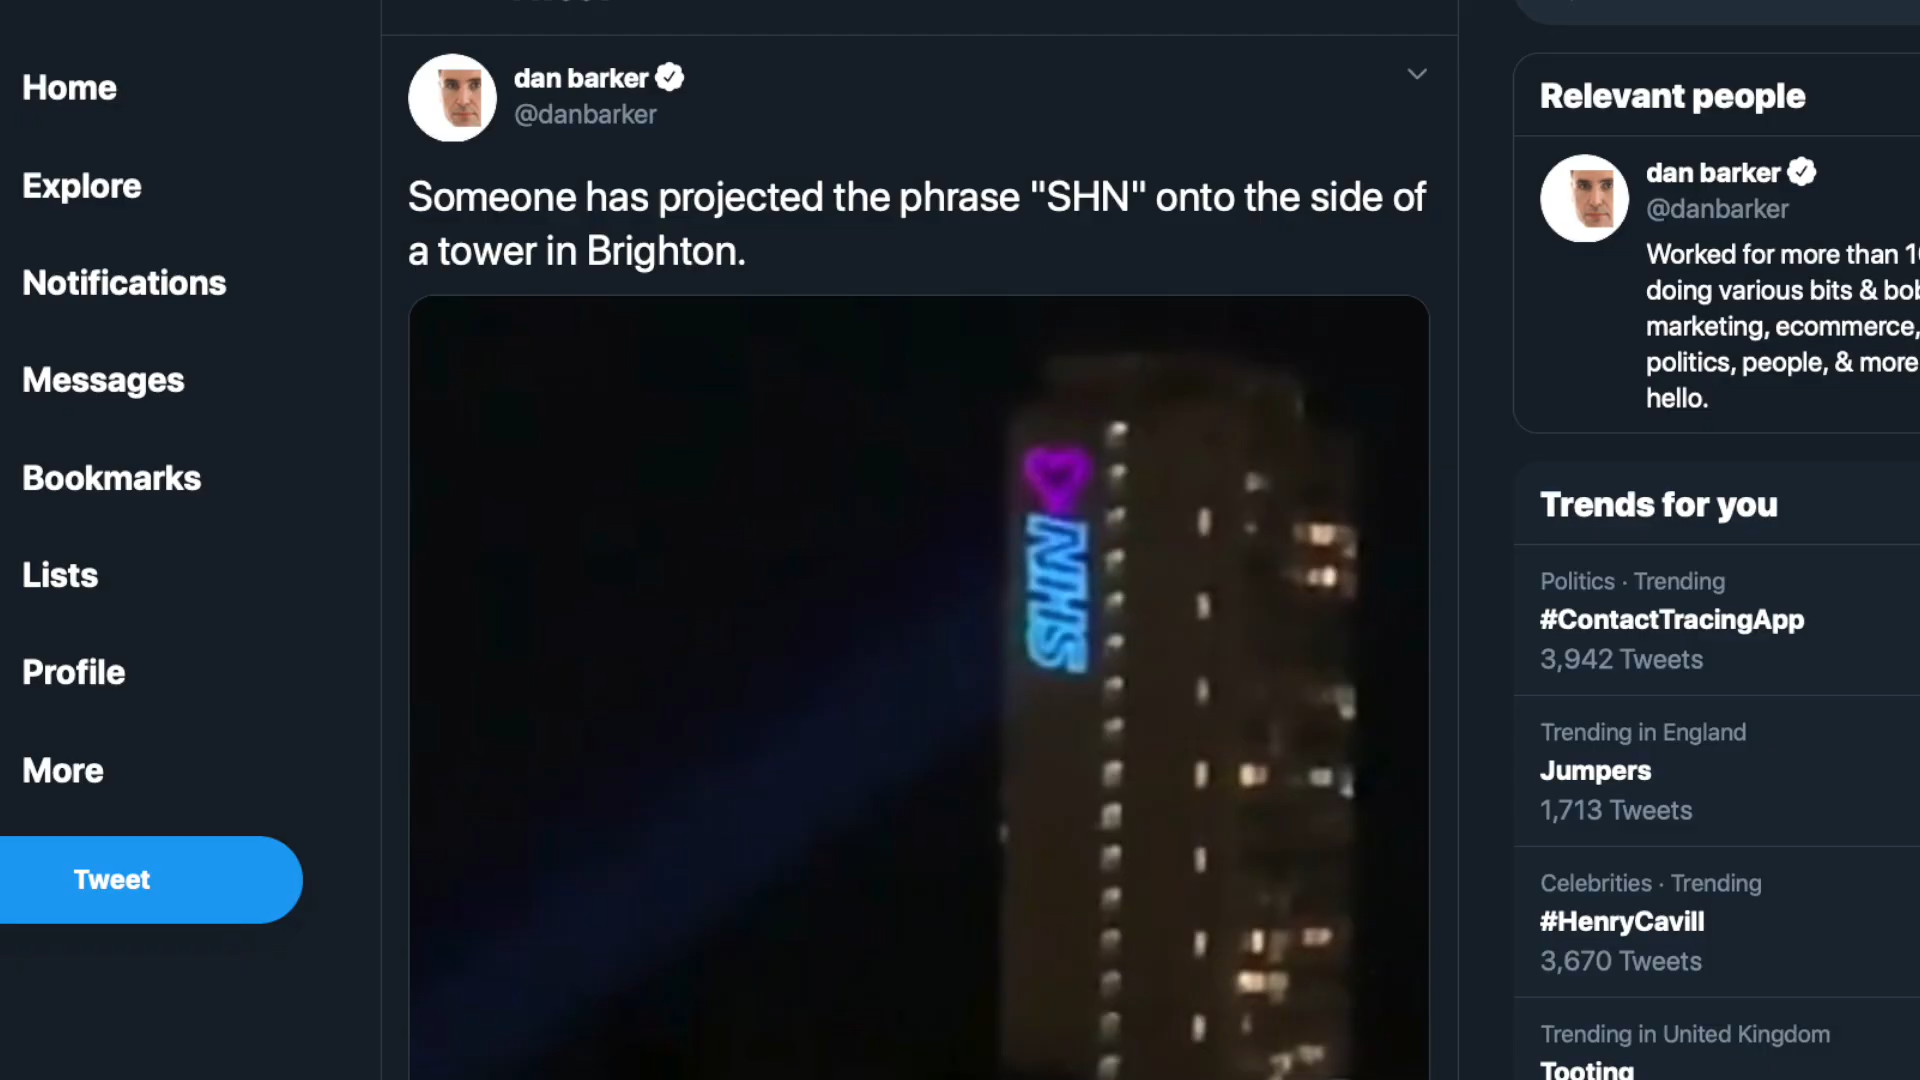 Home
Explore
Notifications
Messages
Bookmarks
Lists
Profile
More
Tweet
dan barker
@danbarker
Someone has projected the phrase "SHN" onto the side of
a tower in Brighton.
NHS
Relevant people
dan barker
@danbarker
Worked for more than
doing various bits &
marketing, ecommerce,
politics, people, & more
hello.
Trends for you
Politics · Trending
#ContactTracingApp
3,942 Tweets
Trending in England
Jumpers
1,713 Tweets
Celebrities · Trending
#HenryCavill
3,670 Tweets
Trending in United Kingdom
Tooting